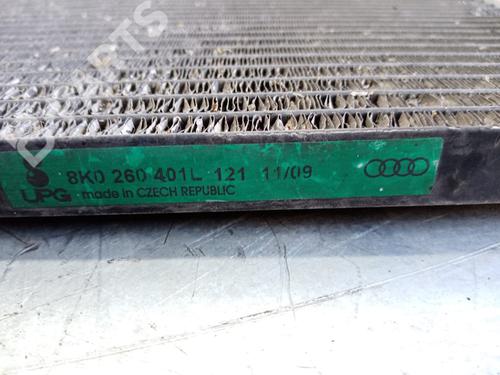 8K0 260 401L 121 11/09
UPG made in CZECH REPUBLIC